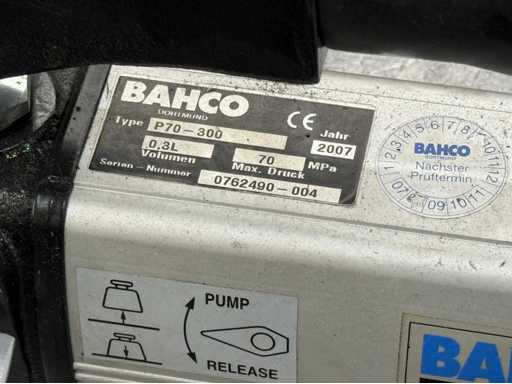 BAHCO
DORTMUND
Type P70-300
CE Jahr
0,3L 70 MPa 2007
Volumen Max. Druck
Serien-Nummer 0762490-004
1 2 3 4 5 6 7 8 9 10 11 12
BAHCO
DORTMUND
Nächster
Prüftermin
07 09 10 11
PUMP
RELEASE
BA